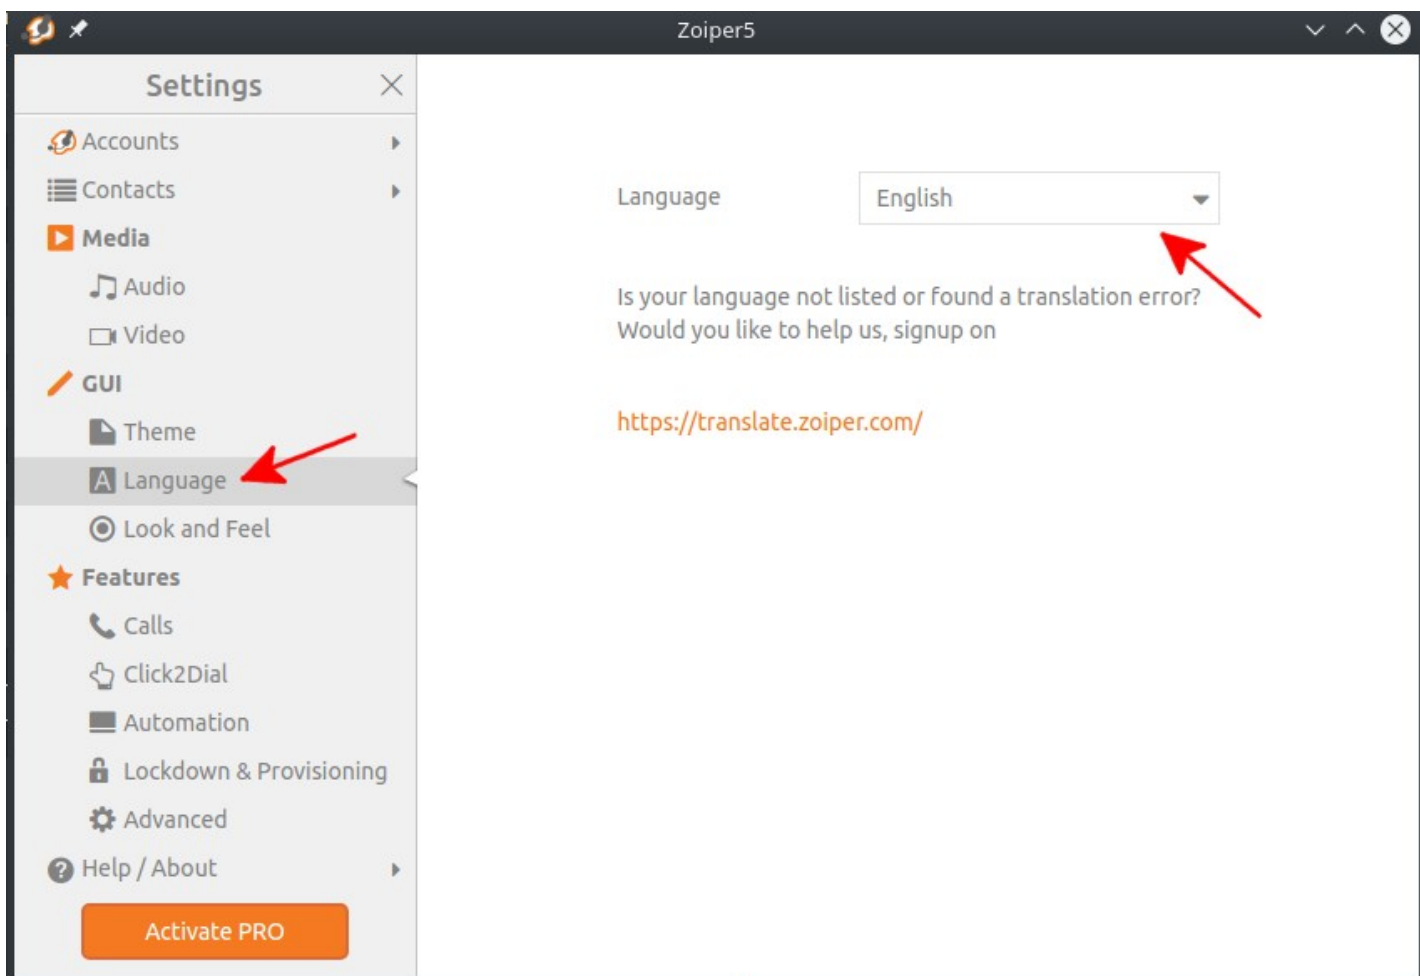 Zoiper5
Settings
Accounts
Contacts
Media
Audio
Video
GUI
Theme
Language
Look and Feel
Features
Calls
Click2Dial
Automation
Lockdown & Provisioning
Advanced
Help / About
Activate PRO
Language English
Is your language not listed or found a translation error?
Would you like to help us, signup on
https://translate.zoiper.com/